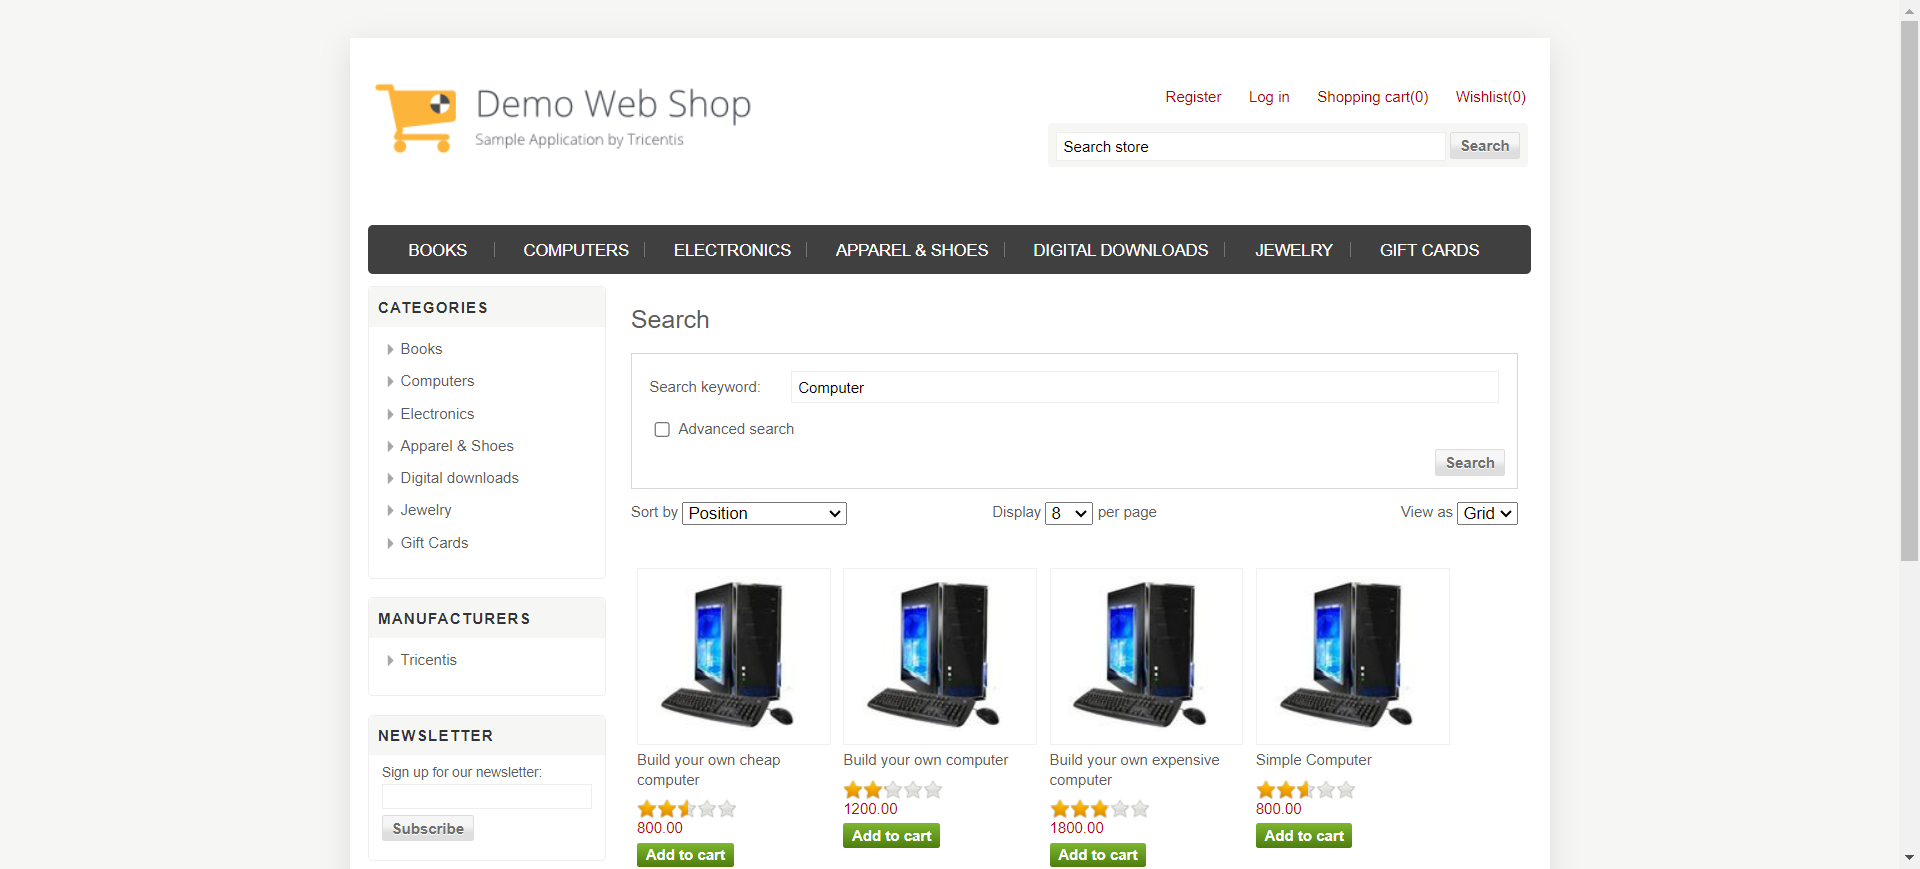 Demo Web Shop
Sample Application by Tricentis
Register Log in Shopping cart(0) Wishlist(0)
Search store Search
BOOKS COMPUTERS ELECTRONICS APPAREL & SHOES DIGITAL DOWNLOADS JEWELRY GIFT CARDS
CATEGORIES
Books
Computers
Electronics
Apparel & Shoes
Digital downloads
Jewelry
Gift Cards
MANUFACTURERS
Tricentis
NEWSLETTER
Sign up for our newsletter:
Subscribe
Search
Search keyword: Computer
Advanced search
Search
Sort by Position Display 8 per page View as Grid
Build your own cheap
computer
800.00
Add to cart
Build your own computer
1200.00
Add to cart
Build your own expensive
computer
1800.00
Add to cart
Simple Computer
800.00
Add to cart